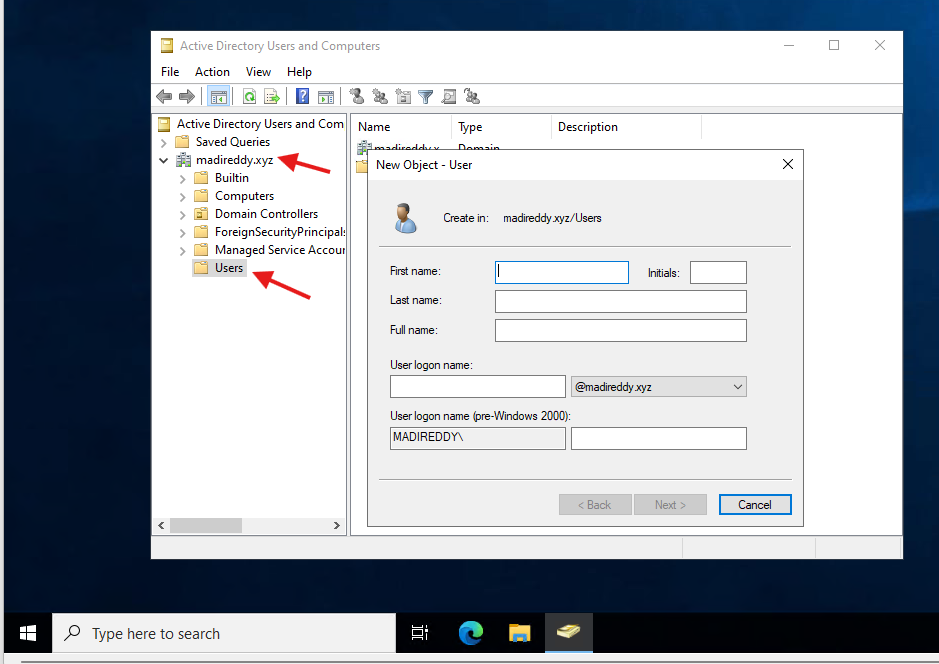 Active Directory Users and Computers
File Action View Help
Active Directory Users and Com
Saved Queries
madireddy.xyz
Builtin
Computers
Domain Controllers
ForeignSecurityPrincipals
Managed Service Accour
Users
Name Type Description
madireddy.x Domain
New Object - User
Create in: madireddy.xyz/Users
First name: Initials:
Last name:
Full name:
User logon name:
@madireddy.xyz
User logon name (pre-Windows 2000):
MADIREDDY\
< Back Next > Cancel
Type here to search